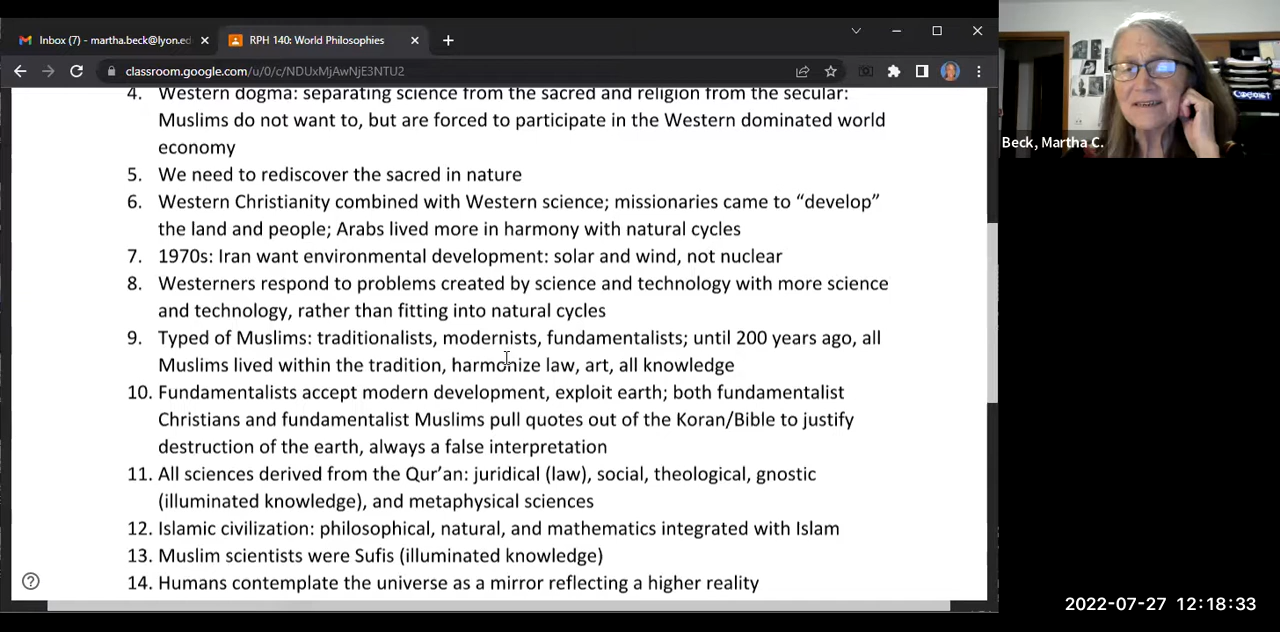 Inbox (7) - martha.beck@lyon.ed
RPH 140: World Philosophies
classroom.google.com/u/0/c/NDUxMjAwNjE3NTU2
4. Western dogma: separating science from the sacred and religion from the secular:
Muslims do not want to, but are forced to participate in the Western dominated world
economy
5. We need to rediscover the sacred in nature
6. Western Christianity combined with Western science; missionaries came to “develop”
the land and people; Arabs lived more in harmony with natural cycles
7. 1970s: Iran want environmental development: solar and wind, not nuclear
8. Westerners respond to problems created by science and technology with more science
and technology, rather than fitting into natural cycles
9. Typed of Muslims: traditionalists, modernists, fundamentalists; until 200 years ago, all
Muslims lived within the tradition, harmonize law, art, all knowledge
10. Fundamentalists accept modern development, exploit earth; both fundamentalist
Christians and fundamentalist Muslims pull quotes out of the Koran/Bible to justify
destruction of the earth, always a false interpretation
11. All sciences derived from the Qur’an: juridical (law), social, theological, gnostic
(illuminated knowledge), and metaphysical sciences
12. Islamic civilization: philosophical, natural, and mathematics integrated with Islam
13. Muslim scientists were Sufis (illuminated knowledge)
14. Humans contemplate the universe as a mirror reflecting a higher reality
Beck, Martha C.
2022-07-27 12:18:33